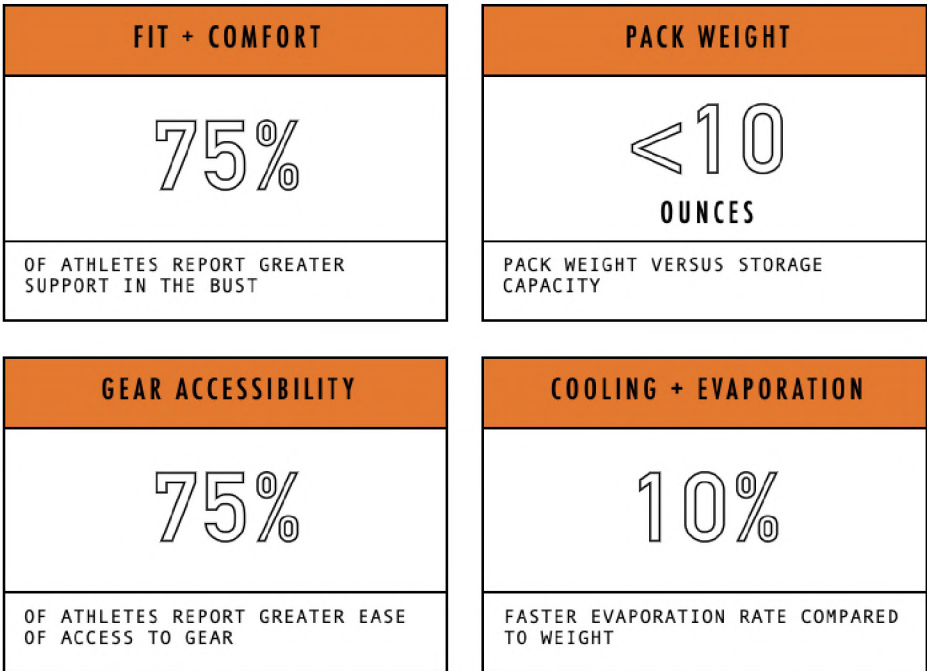 FIT + COMFORT
75%
OF ATHLETES REPORT GREATER
SUPPORT IN THE BUST
PACK WEIGHT
<10
OUNCES
PACK WEIGHT VERSUS STORAGE
CAPACITY
GEAR ACCESSIBILITY
75%
OF ATHLETES REPORT GREATER EASE
OF ACCESS TO GEAR
COOLING + EVAPORATION
10%
FASTER EVAPORATION RATE COMPARED
TO WEIGHT